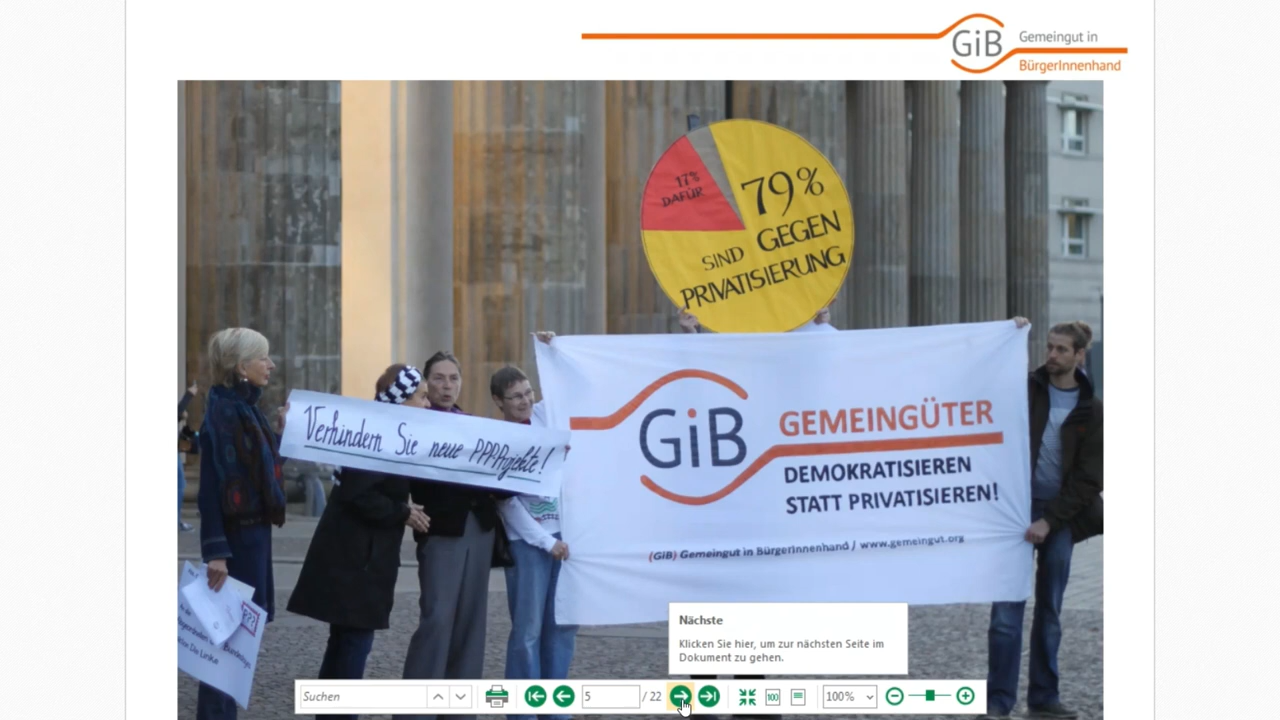 GiB Gemeingut in
BürgerInnenhand
17%
DAFÜR
79%
SIND GEGEN
PRIVATISIERUNG
Verhindern Sie neue PPProjekte!
GiB GEMEINGÜTER
DEMOKRATISIEREN
STATT PRIVATISIEREN!
(GiB) Gemeingut in BürgerInnenhand / www.gemeingut.org
Nächste
Klicken Sie hier, um zur nächsten Seite im
Dokument zu gehen.
Suchen
5 / 22
100
100%